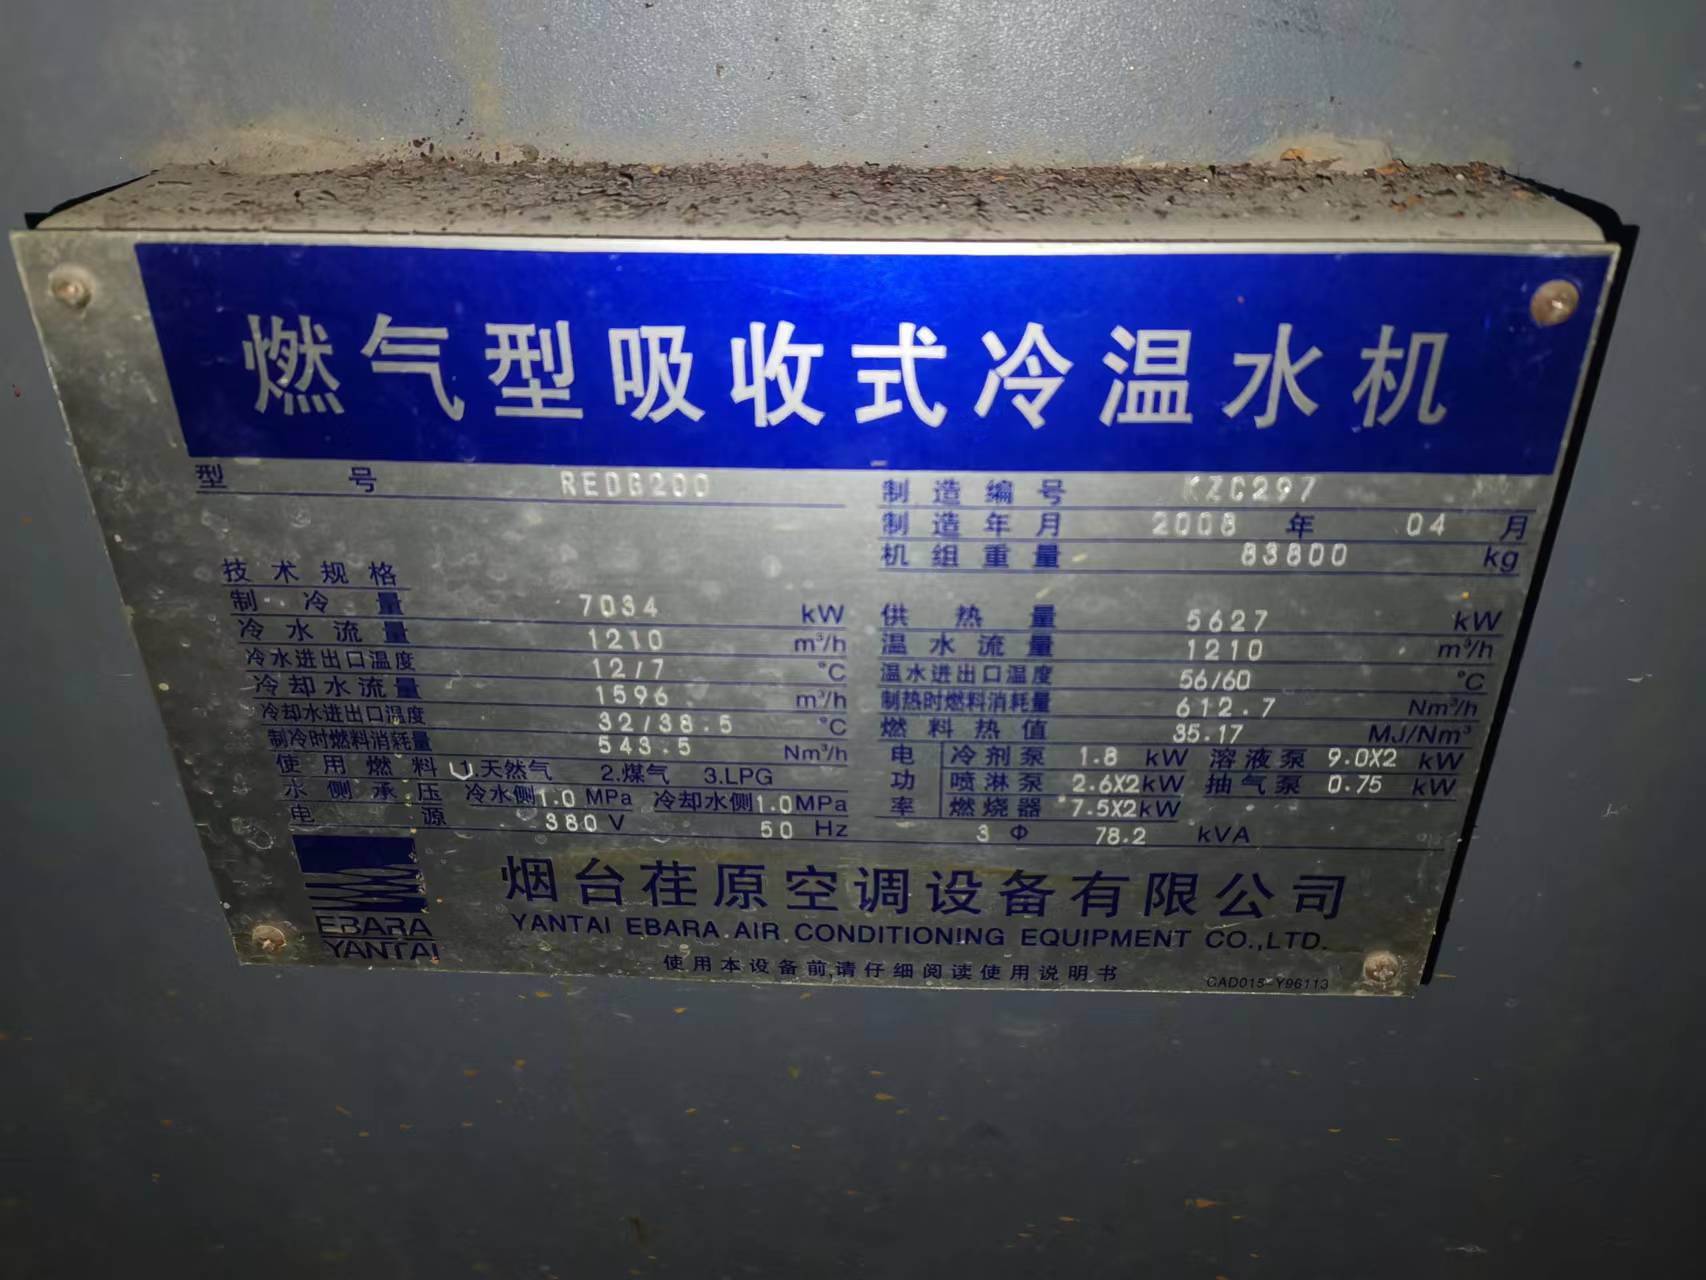 燃气型吸收式冷温水机
型号 REDG200 制造编号 KZC297
制造年月 2008 年 04 月
机组重量 83800 kg
技术规格
制冷量 7034 kW 供热量 5627 kW
冷水流量 1210 m³/h 温水流量 1210 m³/h
冷水进出口温度 12/7 °C 温水进出口温度 56/60 °C
冷却水流量 1596 m³/h 制热时燃料消耗量 612.7 Nm³/h
冷却水进出口温度 32/38.5 °C 燃料热值 35.17 MJ/Nm³
制冷时燃料消耗量 543.5 Nm³/h 电 冷剂泵 1.8 kW 溶液泵 9.0X2 kW
使用燃料 1.天然气 2.煤气 3.LPG 功 喷淋泵 2.6X2kW 抽气泵 0.75 kW
水侧承压 冷水侧1.0 MPa 冷却水侧1.0MPa 率 燃烧器 7.5X2kW
电源 380 V 50 Hz 3 Φ 78.2 kVA
EBARA
YANTAI
烟台荏原空调设备有限公司
YANTAI EBARA AIR CONDITIONING EQUIPMENT CO.,LTD.
使用本设备前,请仔细阅读使用说明书
CAD015-Y96113